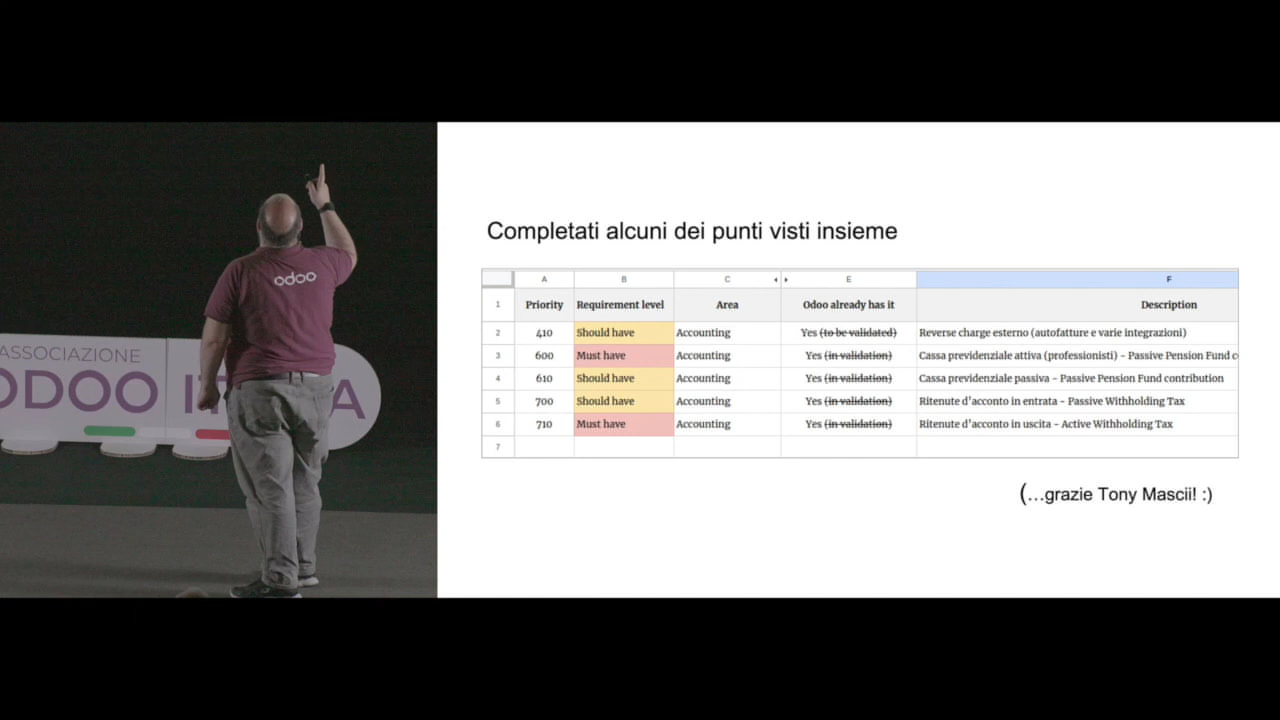 odoo
ASSOCIAZIONE
ODOO IT
A
Completati alcuni dei punti visti insieme
A B C E F
1 Priority Requirement level Area Odoo already has it Description
2 410 Should have Accounting Yes (to be validated) Reverse charge esterno (autofatture e varie integrazioni)
3 600 Must have Accounting Yes (in validation) Cassa previdenziale attiva (professionisti) - Passive Pension Fund c
4 610 Should have Accounting Yes (in validation) Cassa previdenziale passiva - Passive Pension Fund contribution
5 700 Should have Accounting Yes (in validation) Ritenute d'acconto in entrata - Passive Withholding Tax
6 710 Must have Accounting Yes (in validation) Ritenute d'acconto in uscita - Active Withholding Tax
7
(...grazie Tony Mascii! :)